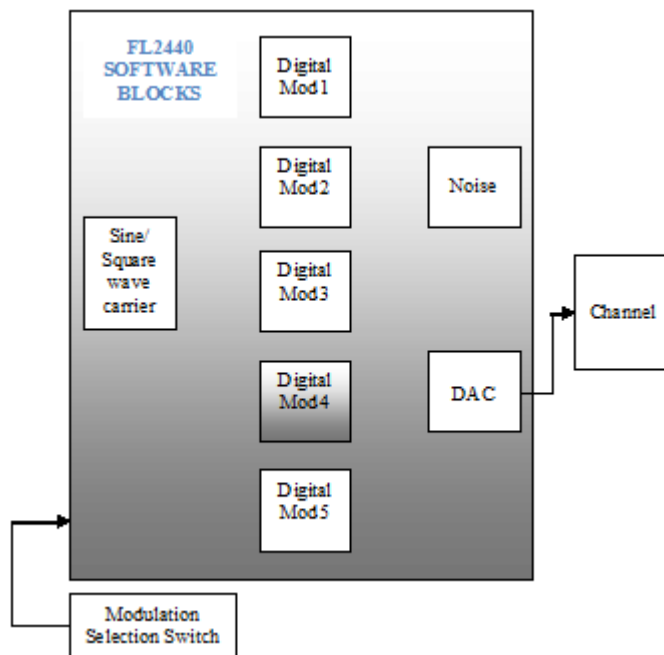 FL2440
SOFTWARE
BLOCKS
Digital
Mod1
Digital
Mod2
Noise
Sine/
Square
wave
carrier
Digital
Mod3
Channel
Digital
Mod4
DAC
Digital
Mod5
Modulation
Selection Switch